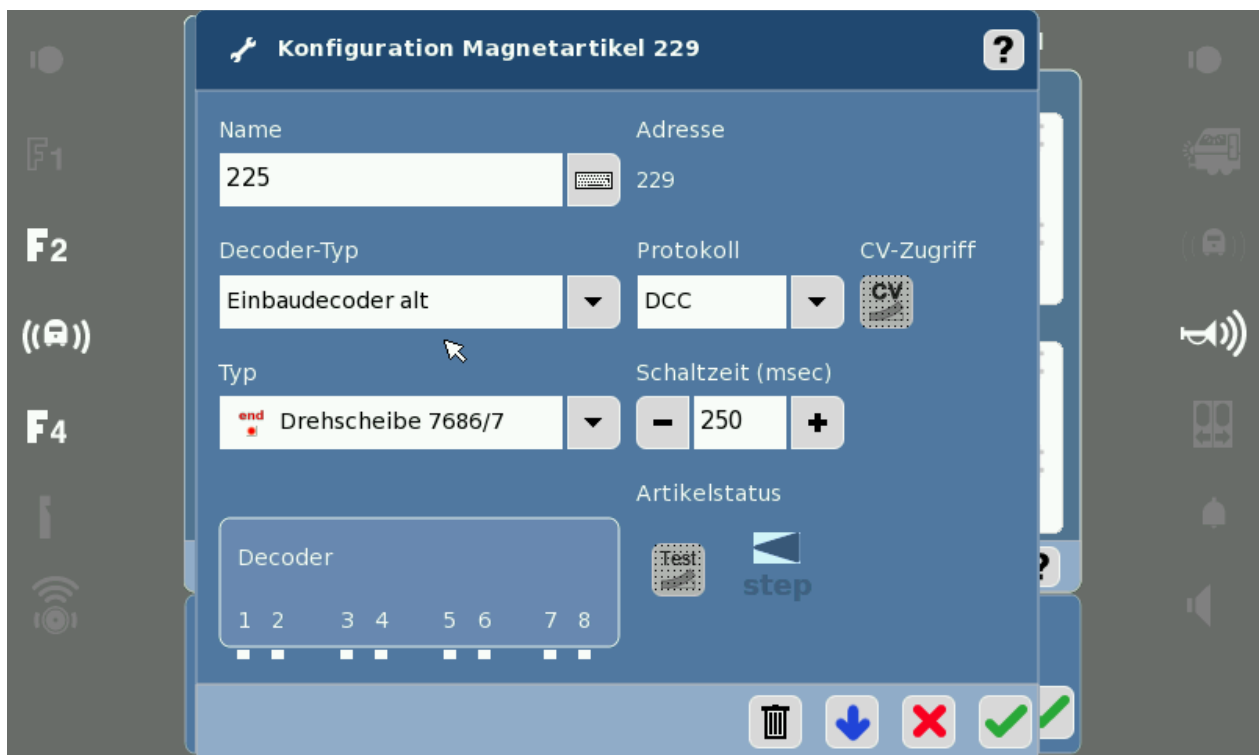 Konfiguration Magnetartikel 229
?
Name
Adresse
225
229
F1
F2
Decoder-Typ
Protokoll
CV-Zugriff
Einbaudecoder alt
DCC
CV
Typ
Schaltzeit (msec)
end
Drehscheibe 7686/7
250
F4
Artikelstatus
Decoder
Test
step
?
1 2 3 4 5 6 7 8